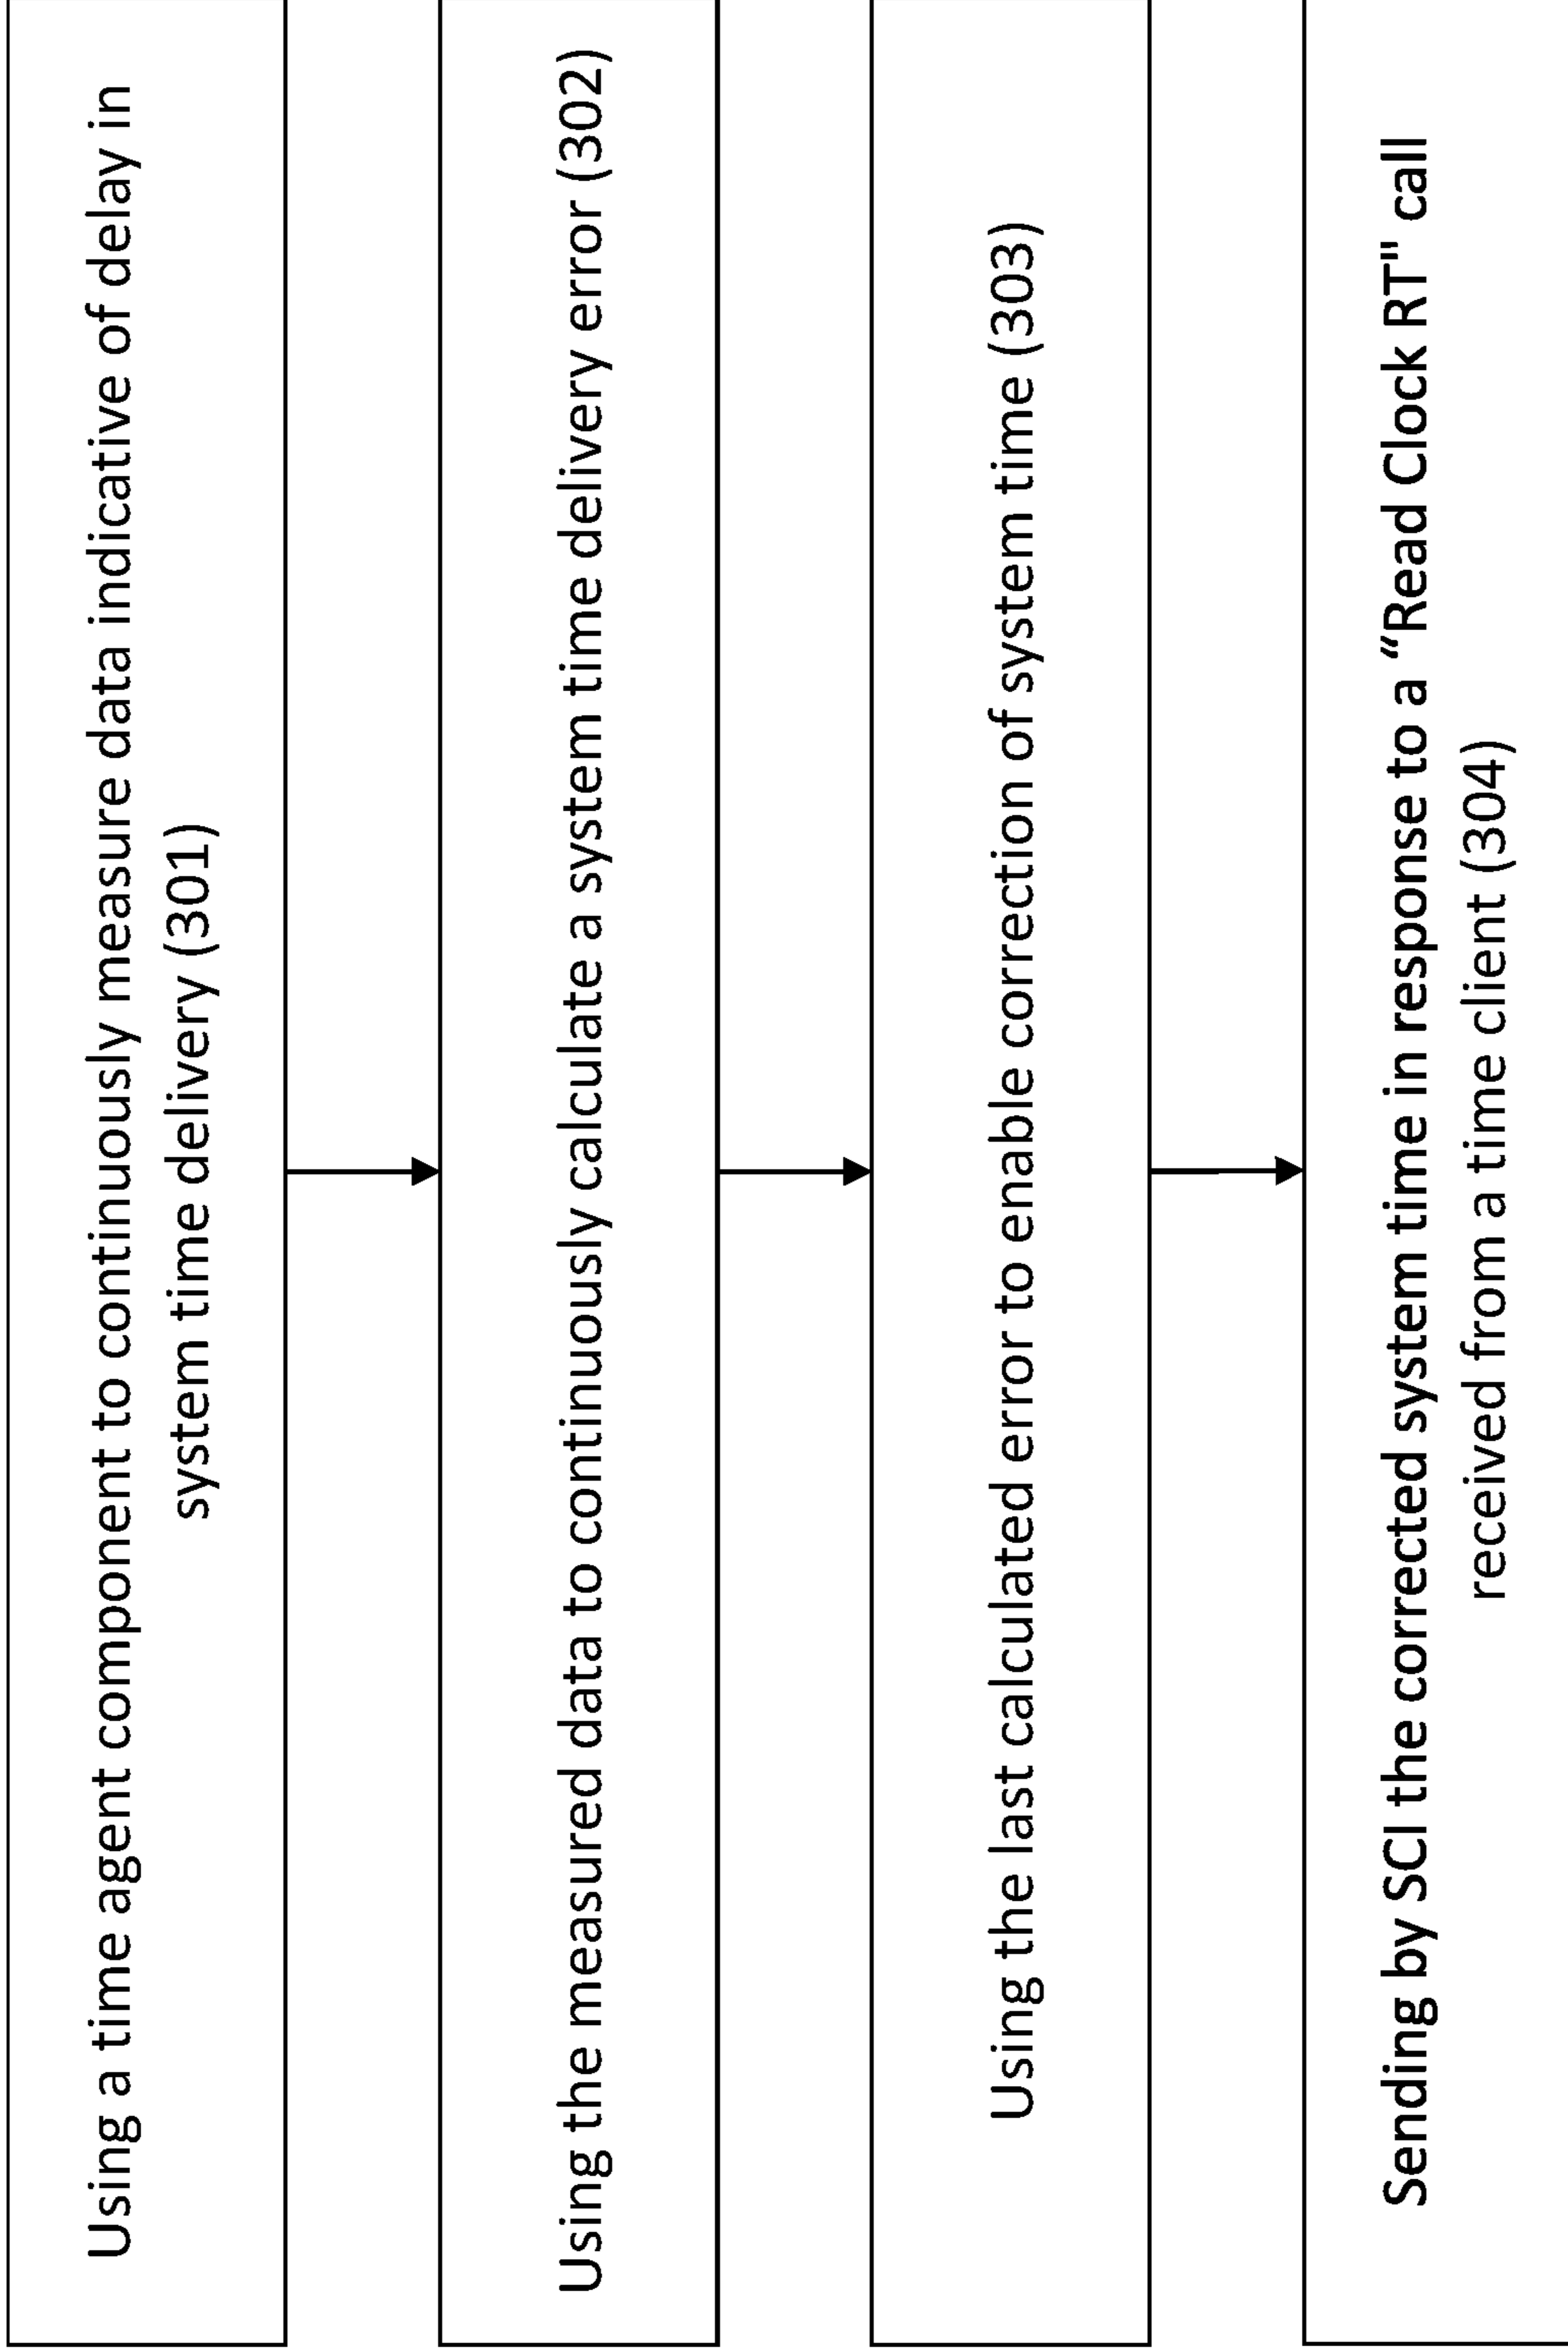 Using a time agent component to continuously measure data indicative of delay in
system time delivery (301)
Using the measured data to continuously calculate a system time delivery error (302)
Using the last calculated error to enable correction of system time (303)
Sending by SCI the corrected system time in response to a “Read Clock RT" call
received from a time client (304)